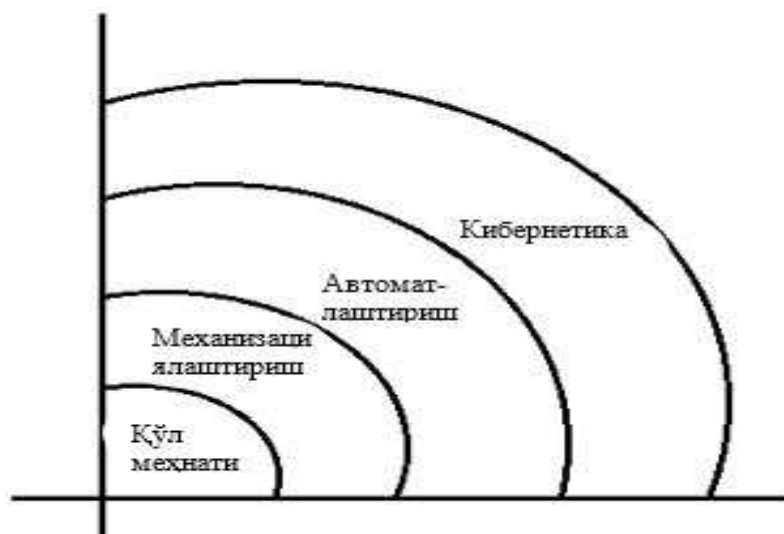 Кибернетика
Автомат-
лаштириш
Механизаци
ялаштириш
Қўл
меҳнати